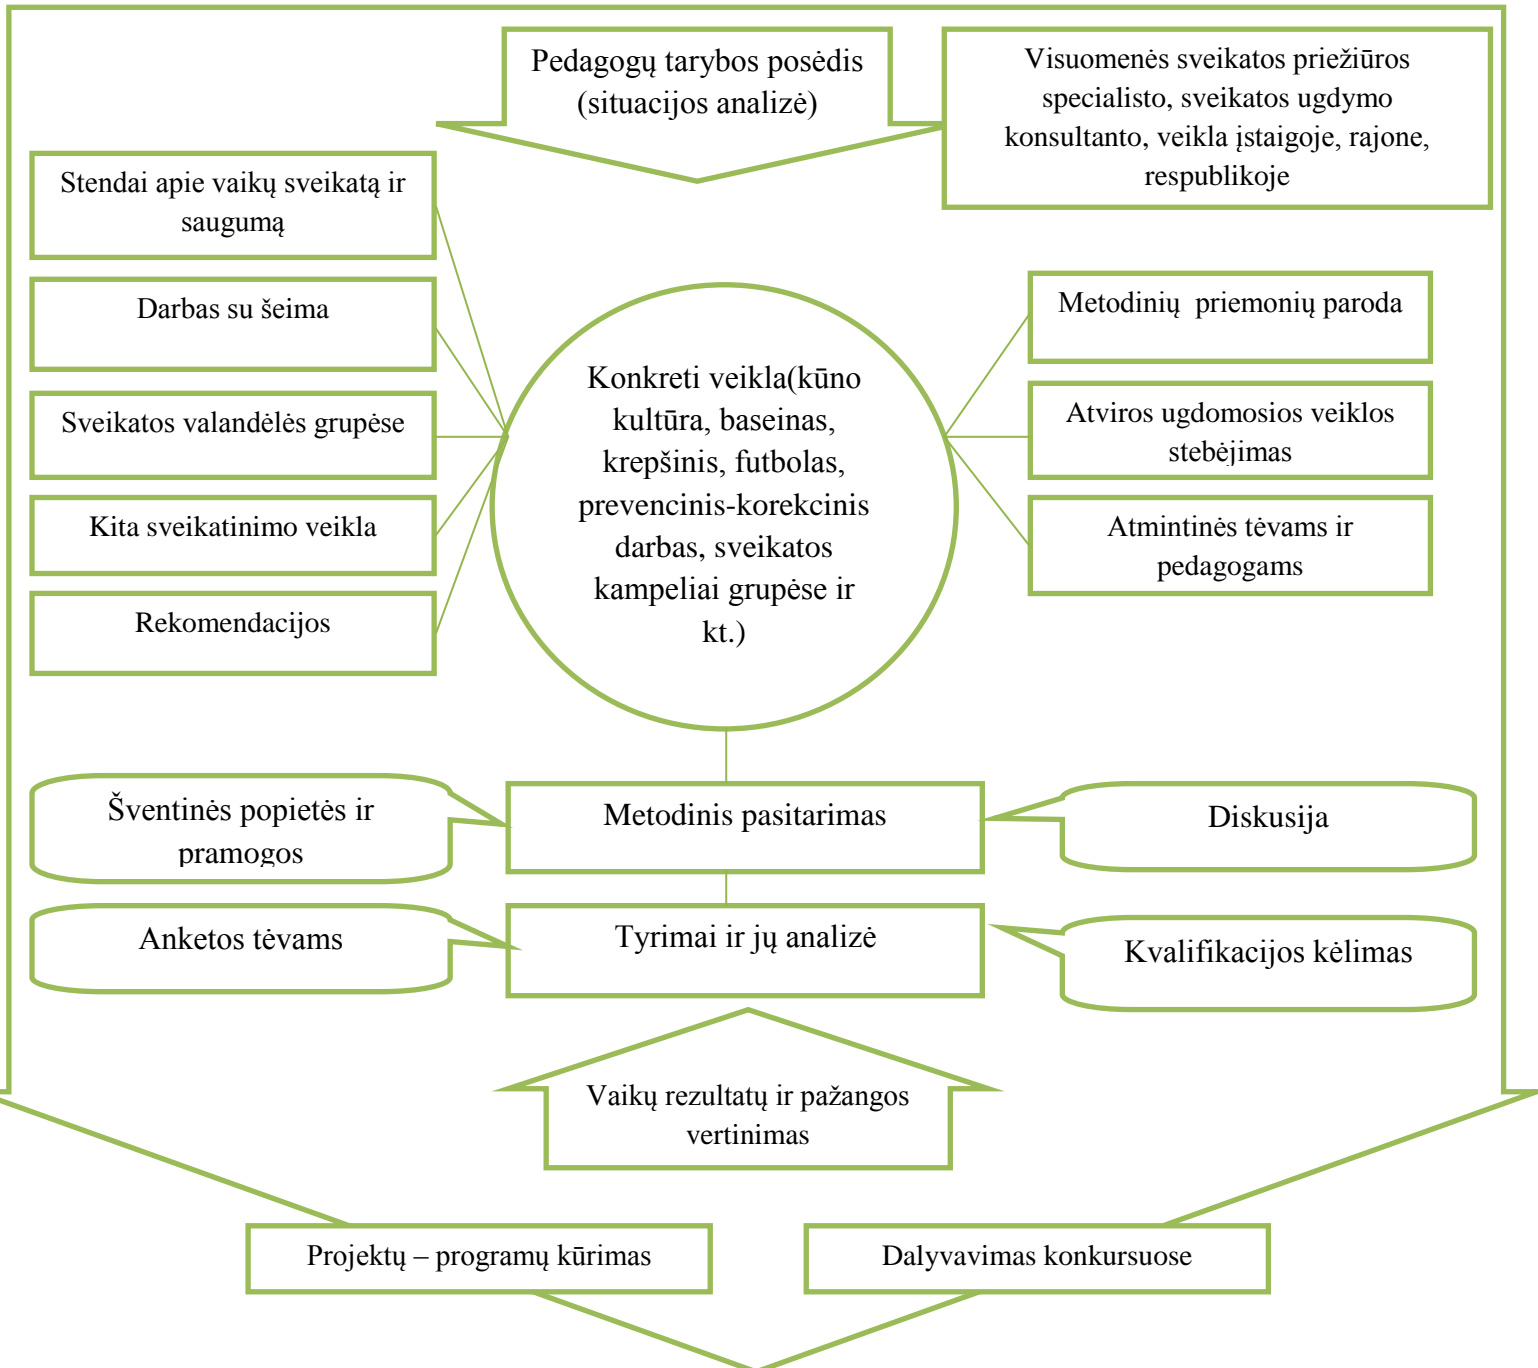 Pedagogų tarybos posėdis
(situacijos analizė)
Visuomenės sveikatos priežiūros
specialisto, sveikatos ugdymo
konsultanto, veikla įstaigoje, rajone,
respublikoje
Stendai apie vaikų sveikatą ir
saugumą
Darbas su šeima
Sveikatos valandėlės grupėse
Kita sveikatinimo veikla
Rekomendacijos
Konkreti veikla(kūno
kultūra, baseinas,
krepšinis, futbolas,
prevencinis-korekcinis
darbas, sveikatos
kampeliai grupėse ir
kt.)
Metodinių priemonių paroda
Atviros ugdomosios veiklos
stebėjimas
Atmintinės tėvams ir
pedagogams
Šventinės popietės ir
pramogos
Metodinis pasitarimas
Diskusija
Anketos tėvams
Tyrimai ir jų analizė
Kvalifikacijos kėlimas
Vaikų rezultatų ir pažangos
vertinimas
Projektų – programų kūrimas
Dalyvavimas konkursuose